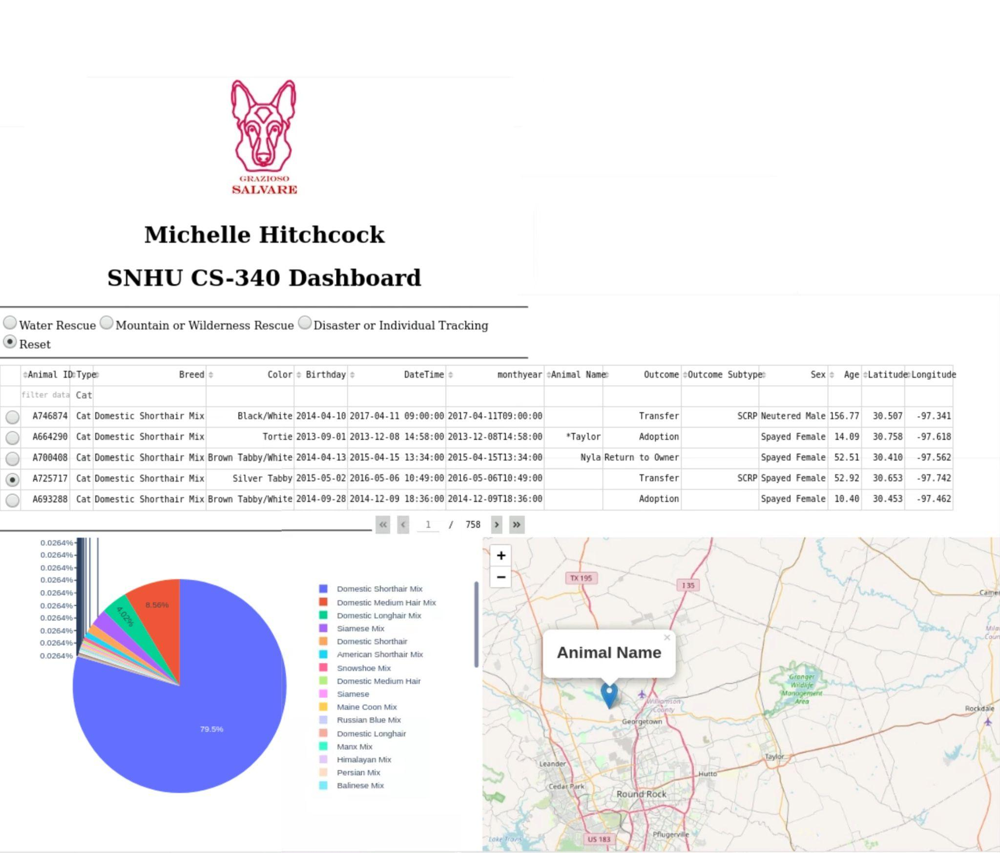 GRAZIOSO
SALVARE
Michelle Hitchcock
SNHU CS-340 Dashboard
Water Rescue Mountain or Wilderness Rescue Disaster or Individual Tracking
Reset
Animal ID Type Breed Color Birthday DateTime monthyear Animal Name Outcome Outcome Subtype Sex Age Latitude Longitude
filter data Cat
A746874 Cat Domestic Shorthair Mix Black/White 2014-04-10 2017-04-11 09:00:00 2017-04-11T09:00:00 Transfer SCRP Neutered Male 156.77 30.507 -97.341
A664290 Cat Domestic Shorthair Mix Tortie 2013-09-01 2013-12-08 14:58:00 2013-12-08T14:58:00 *Taylor Adoption Spayed Female 14.09 30.758 -97.618
A700408 Cat Domestic Shorthair Mix Brown Tabby/White 2014-04-13 2015-04-15 13:34:00 2015-04-15T13:34:00 Nyla Return to Owner Spayed Female 52.51 30.410 -97.562
A725717 Cat Domestic Shorthair Mix Silver Tabby 2015-05-02 2016-05-06 10:49:00 2016-05-06T10:49:00 Transfer SCRP Spayed Female 52.92 30.653 -97.742
A693288 Cat Domestic Shorthair Mix Brown Tabby/White 2014-09-28 2014-12-09 18:36:00 2014-12-09T18:36:00 Adoption Spayed Female 10.40 30.453 -97.462
« ‹ 1 / 758 › »
0.0264%
0.0264%
0.0264%
0.0264%
0.0264%
0.0264%
0.0264%
0.0264%
0.0264%
0.0264%
8.56%
4.02%
79.5%
Domestic Shorthair Mix
Domestic Medium Hair Mix
Domestic Longhair Mix
Siamese Mix
Domestic Shorthair
American Shorthair Mix
Snowshoe Mix
Domestic Medium Hair
Siamese
Maine Coon Mix
Russian Blue Mix
Domestic Longhair
Manx Mix
Himalayan Mix
Persian Mix
Balinese Mix
+
−
TX 195
I 35
Camer
Animal Name
×
Granger
Wildlife
Management
Area
Williamson
County
Georgetown
Rockdale
Leander
Taylor
Hutto
Cedar Park
Round Rock
Pflugerville
US 183
Lake Travis